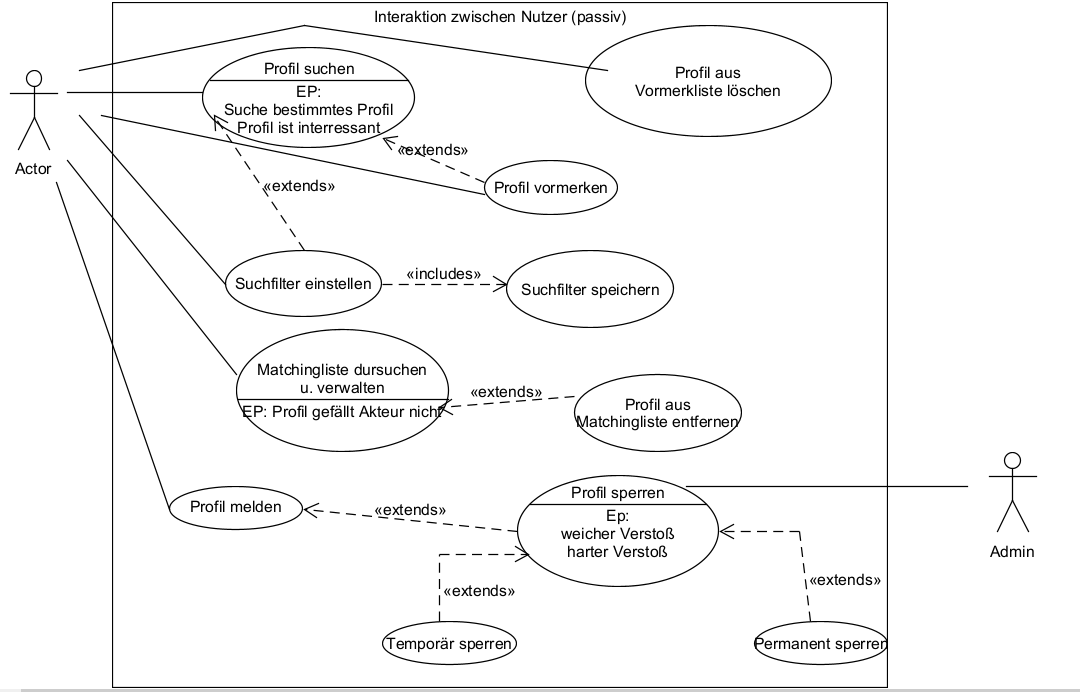 Interaktion zwischen Nutzer (passiv)
Profil suchen
EP:
Suche bestimmtes Profil
Profil ist interressant
Profil aus
Vormerkliste löschen
Actor
«extends»
Profil vormerken
«extends»
Suchfilter einstellen
«includes»
Suchfilter speichern
Matchingliste dursuchen
u. verwalten
EP: Profil gefällt Akteur nicht
«extends»
Profil aus
Matchingliste entfernen
Profil melden
«extends»
Profil sperren
Ep:
weicher Verstoß
harter Verstoß
Admin
«extends»
«extends»
Temporär sperren
Permanent sperren